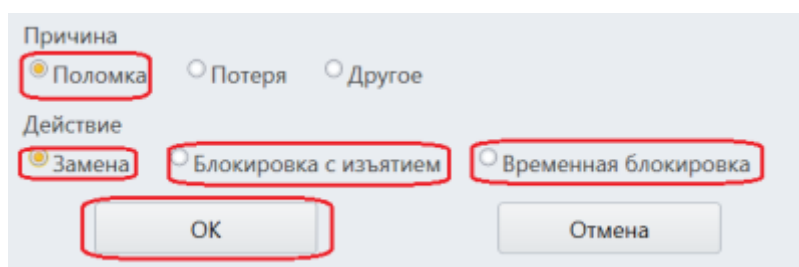 Причина
Поломка Потеря Другое
Действие
Замена Блокировка с изъятием Временная блокировка
ОК Отмена